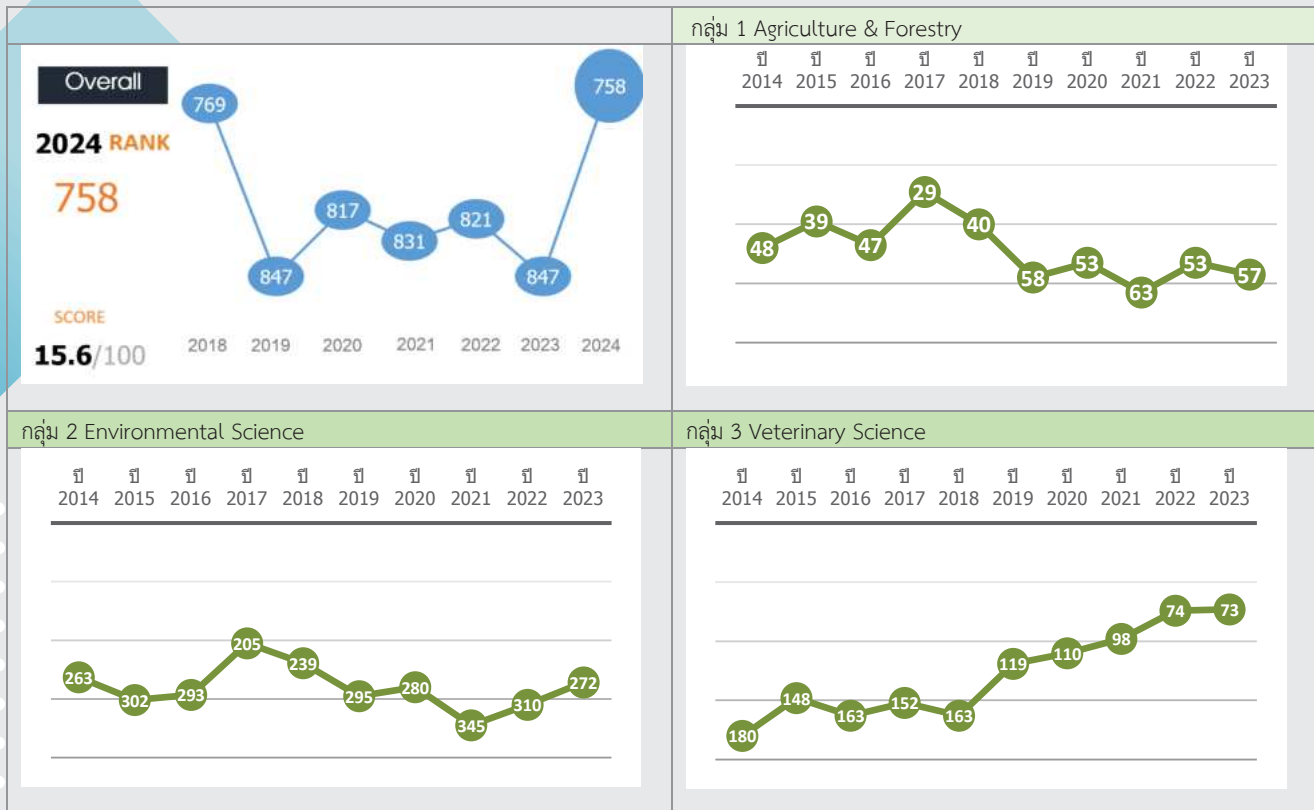 Overall
2024 RANK
758
SCORE
15.6/100
769
847
817
831
821
847
758
2018 2019 2020 2021 2022 2023 2024
กลุ่ม 1 Agriculture & Forestry
ปี ปี ปี ปี ปี ปี ปี ปี ปี ปี
2014 2015 2016 2017 2018 2019 2020 2021 2022 2023
48 39 47 29 40 58 53 63 53 57
กลุ่ม 2 Environmental Science
ปี ปี ปี ปี ปี ปี ปี ปี ปี ปี
2014 2015 2016 2017 2018 2019 2020 2021 2022 2023
263 302 293 205 239 295 280 345 310 272
กลุ่ม 3 Veterinary Science
ปี ปี ปี ปี ปี ปี ปี ปี ปี ปี
2014 2015 2016 2017 2018 2019 2020 2021 2022 2023
180 148 163 152 163 119 110 98 74 73